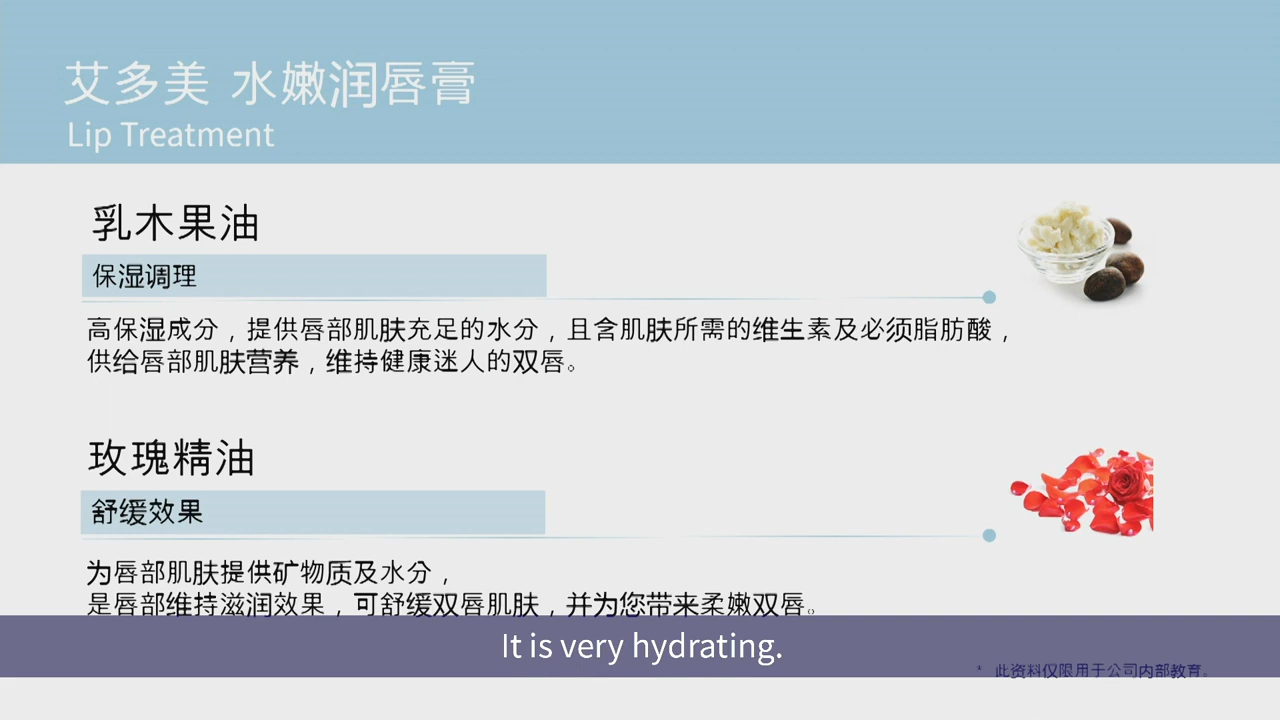 艾多美 水嫩润唇膏
Lip Treatment
乳木果油
保湿调理
高保湿成分，提供唇部肌肤充足的水分，且含肌肤所需的维生素及必须脂肪酸，
供给唇部肌肤营养，维持健康迷人的双唇。
玫瑰精油
舒缓效果
为唇部肌肤提供矿物质及水分，
是唇部维持滋润效果，可舒缓双唇肌肤，并为您带来柔嫩双唇。
It is very hydrating.
* 此资料仅限用于公司内部教育。